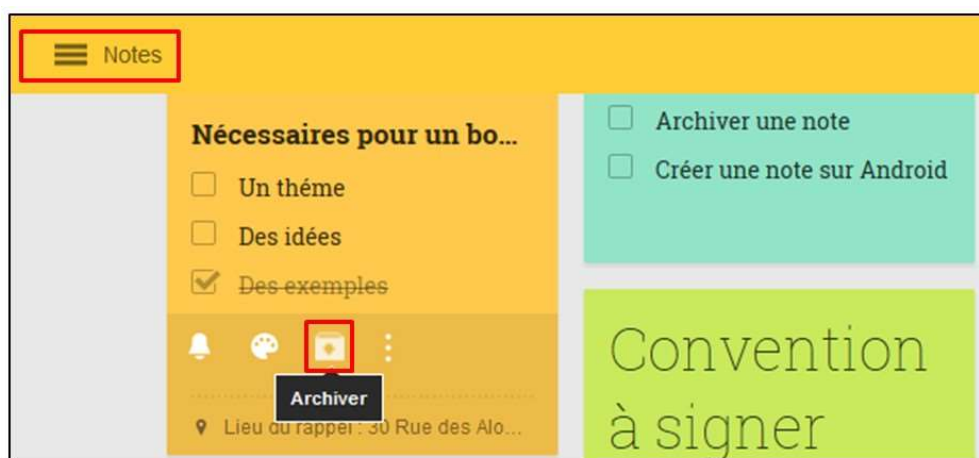 Notes
Nécessaires pour un bo...
Un théme
Des idées
Des exemples
Archiver
Lieu du rappel : 30 Rue des Alo...
Archiver une note
Créer une note sur Android
Convention
à signer